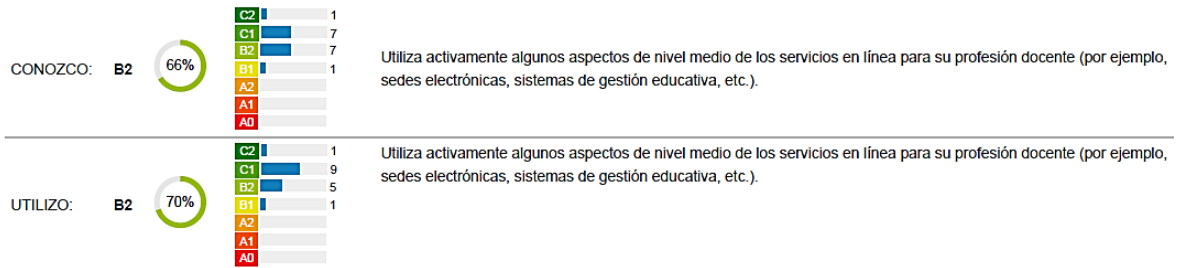 C2 1
C1 7
B2 7
B1 1
A2
A1
A0
CONOZCO: B2 66%
Utiliza activamente algunos aspectos de nivel medio de los servicios en línea para su profesión docente (por ejemplo,
sedes electrónicas, sistemas de gestión educativa, etc.).
C2 1
C1 9
B2 5
B1 1
A2
A1
A0
UTILIZO: B2 70%
Utiliza activamente algunos aspectos de nivel medio de los servicios en línea para su profesión docente (por ejemplo,
sedes electrónicas, sistemas de gestión educativa, etc.).